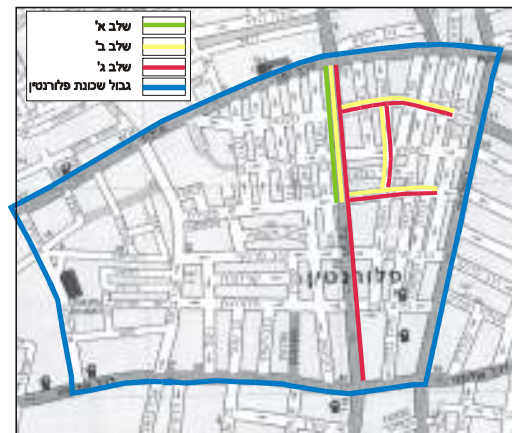 שלב א'
שלב ב'
שלב ג'
גבול שכונת פלורנטין
פלורנטין